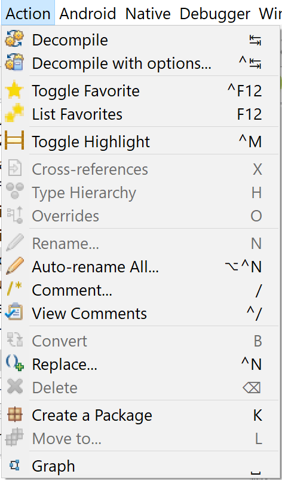 Action Android Native Debugger Wi
Decompile ↹
Decompile with options... ^↹
Toggle Favorite ^F12
List Favorites F12
Toggle Highlight ^M
Cross-references X
Type Hierarchy H
Overrides O
Rename... N
Auto-rename All... ⌥^N
Comment... /
View Comments ^/
Convert B
Replace... ^N
Delete ⌫
Create a Package K
Move to... L
Graph ␣